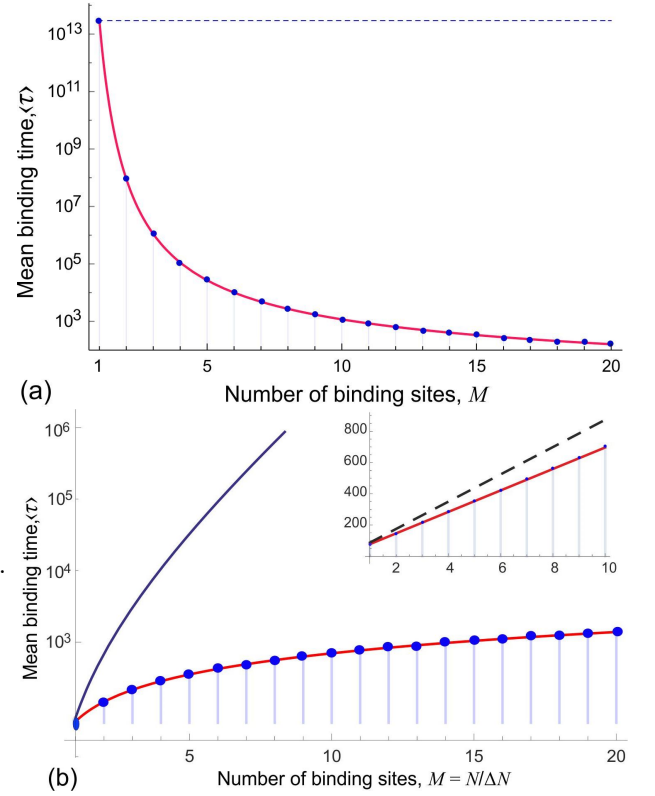 10^13
10^11
10^9
10^7
10^5
10^3
Mean binding time,⟨τ⟩
1 5 10 15 20
(a)
Number of binding sites, M
10^6
10^5
10^4
10^3
Mean binding time,⟨τ⟩
800
600
400
200
2 4 6 8 10
5 10 15 20
(b)
Number of binding sites, M = N/ΔN